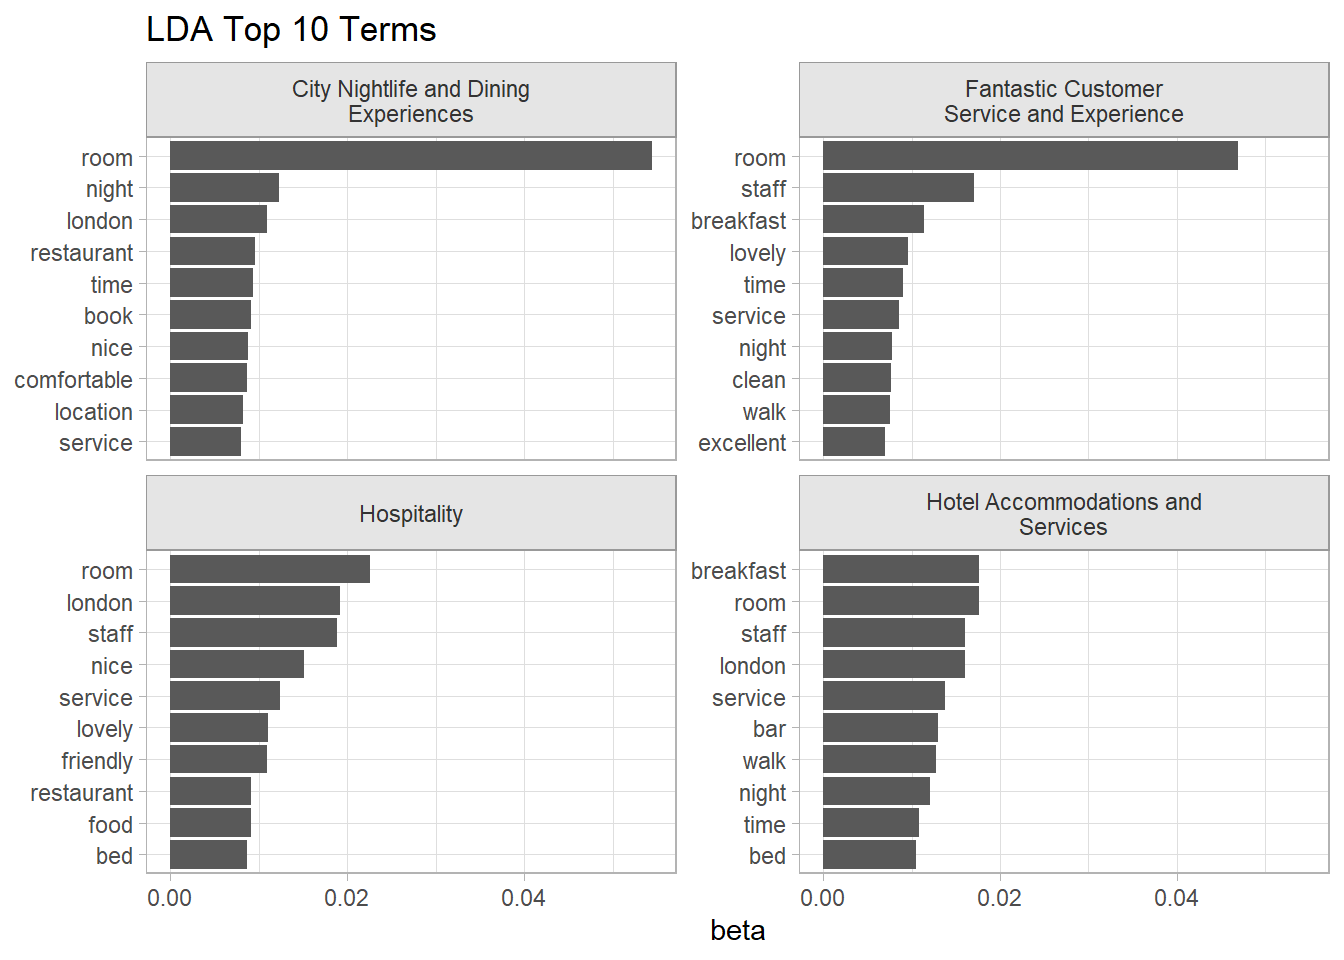 LDA Top 10 Terms
City Nightlife and Dining
Experiences
room
night
london
restaurant
time
book
nice
comfortable
location
service
Fantastic Customer
Service and Experience
room
staff
breakfast
lovely
time
service
night
clean
walk
excellent
Hospitality
room
london
staff
nice
service
lovely
friendly
restaurant
food
bed
0.00 0.02 0.04
Hotel Accommodations and
Services
breakfast
room
staff
london
service
bar
walk
night
time
bed
0.00 0.02 0.04
beta